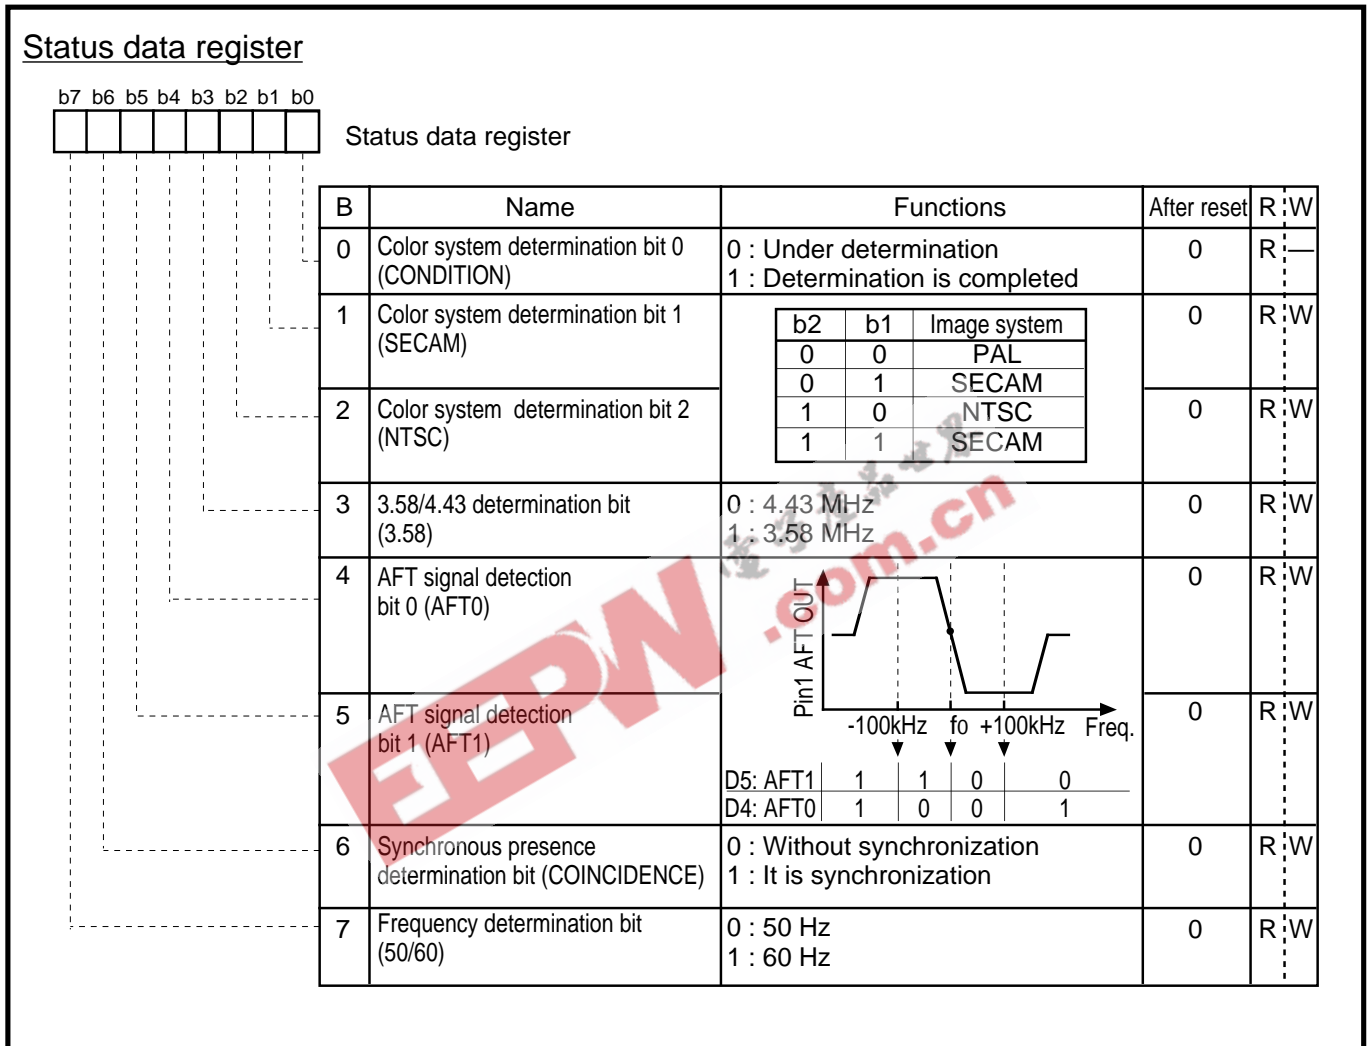 Status data register
b7 b6 b5 b4 b3 b2 b1 b0
Status data register
B Name Functions After reset R W
0 Color system determination bit 0 (CONDITION) 0 : Under determination 0 R —
1 : Determination is completed
1 Color system determination bit 1 (SECAM) 0 R W
b2 b1 Image system
0 0 PAL
0 1 SECAM
1 0 NTSC
1 1 SECAM
2 Color system determination bit 2 (NTSC) 0 R W
3 3.58/4.43 determination bit (3.58) 0 : 4.43 MHz 0 R W
1 : 3.58 MHz
4 AFT signal detection bit 0 (AFT0) 0 R W
Pin1 AFT OUT
-100kHz f0 +100kHz Freq.
5 AFT signal detection bit 1 (AFT1) 0 R W
D5: AFT1 1 1 0 0
D4: AFT0 1 0 0 1
6 Synchronous presence determination bit (COINCIDENCE) 0 : Without synchronization 0 R W
1 : It is synchronization
7 Frequency determination bit (50/60) 0 : 50 Hz 0 R W
1 : 60 Hz
EEPW
.com.cn
电子产品世界